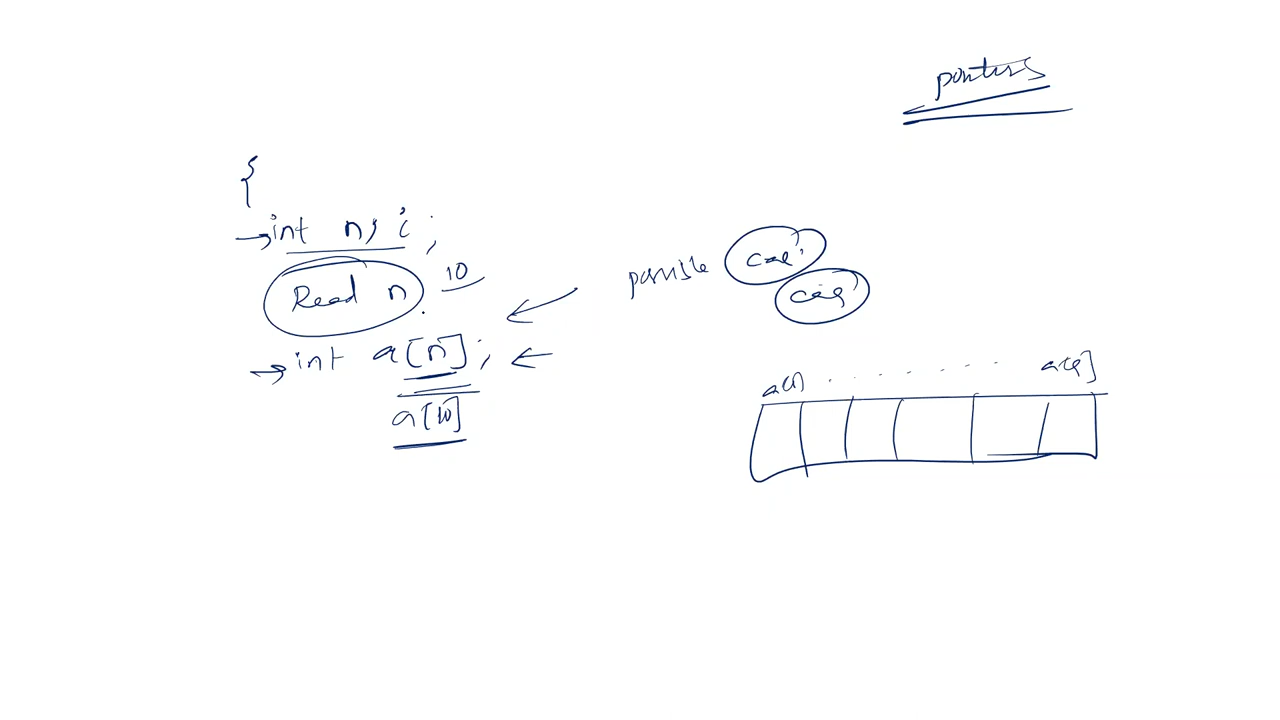 pointers
{
→int n, i ;
Read n . 10
possible
→ int a[n] ;
a[10]
a[0] . . . . . . . a[9]